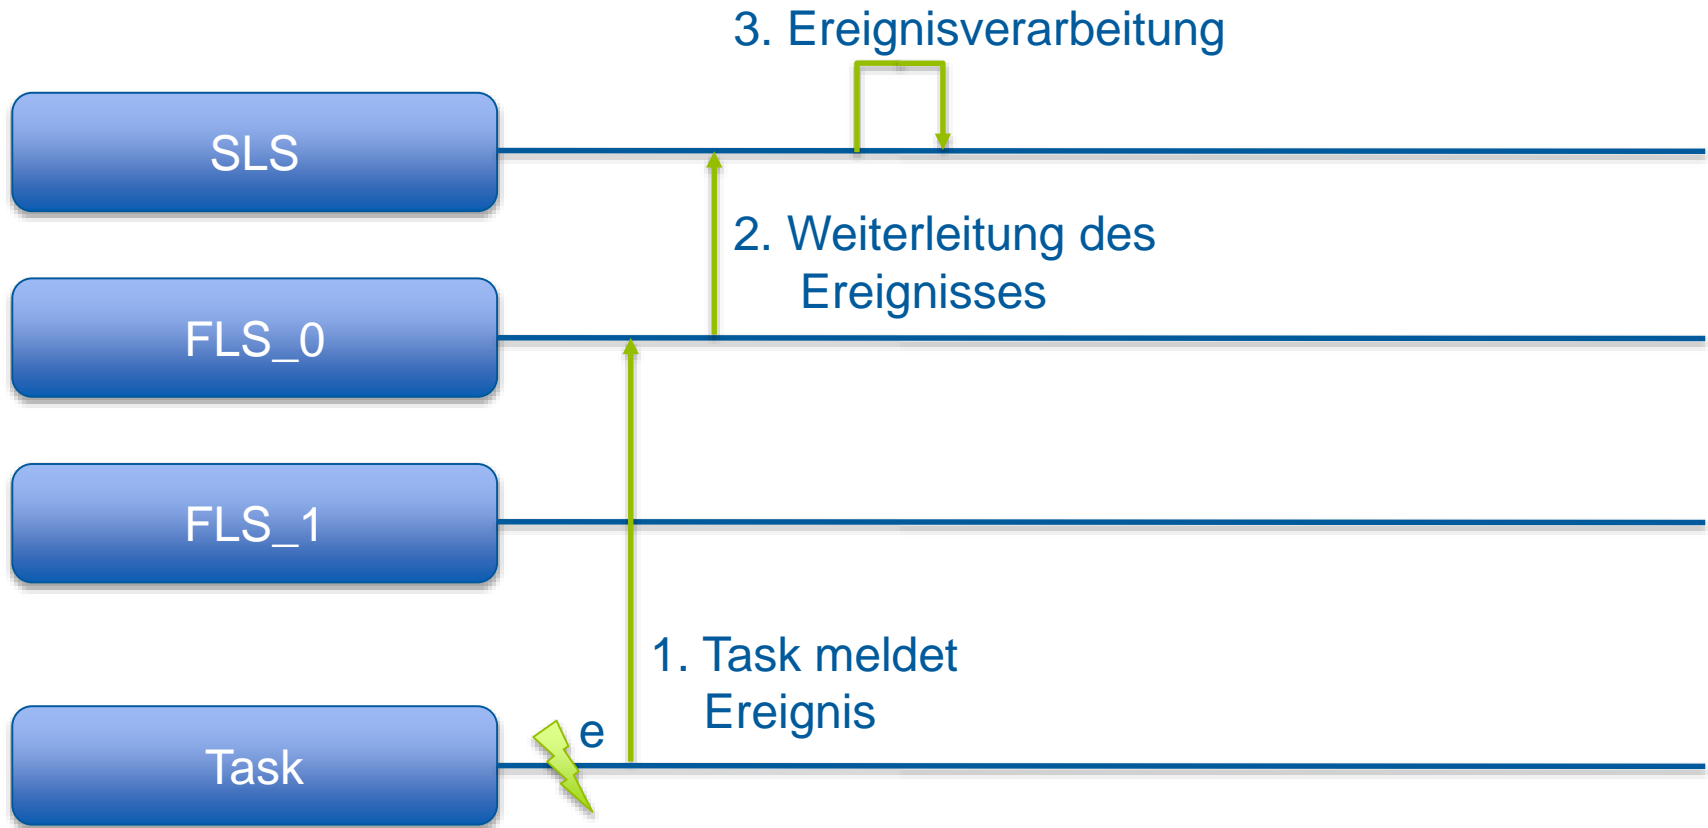 3. Ereignisverarbeitung
SLS
2. Weiterleitung des
Ereignisses
FLS_0
FLS_1
1. Task meldet
Ereignis
e
Task